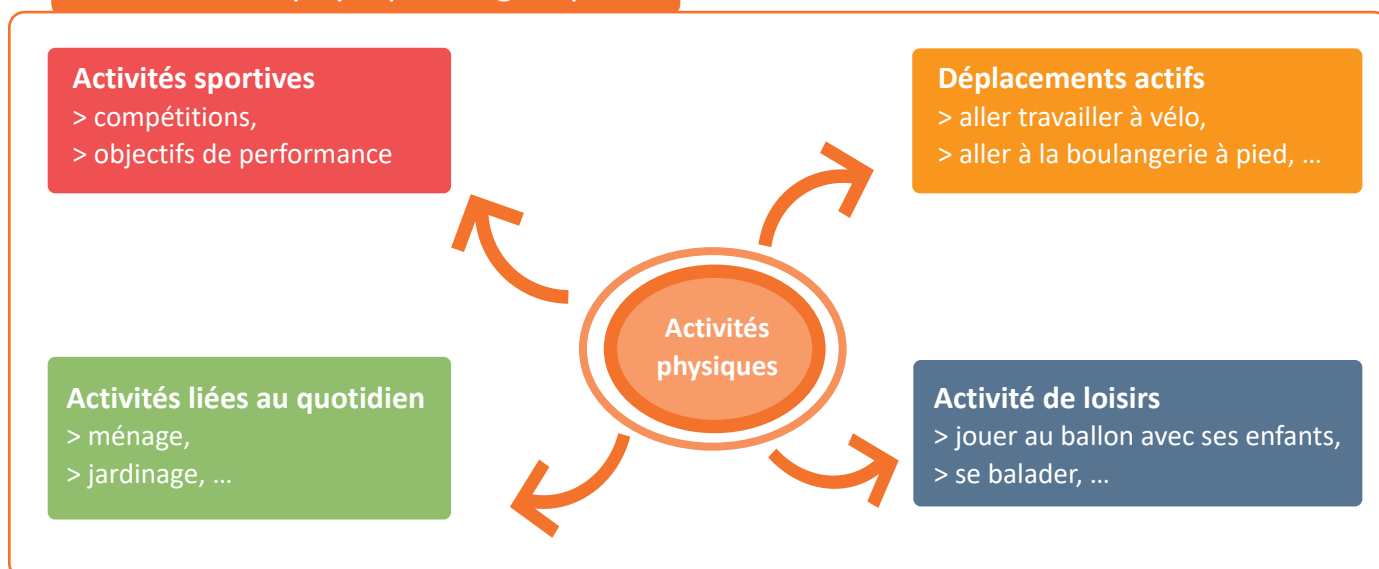 Activités sportives
> compétitions,
> objectifs de performance
Déplacements actifs
> aller travailler à vélo,
> aller à la boulangerie à pied, ...
Activités
physiques
Activités liées au quotidien
> ménage,
> jardinage, ...
Activité de loisirs
> jouer au ballon avec ses enfants,
> se balader, ...